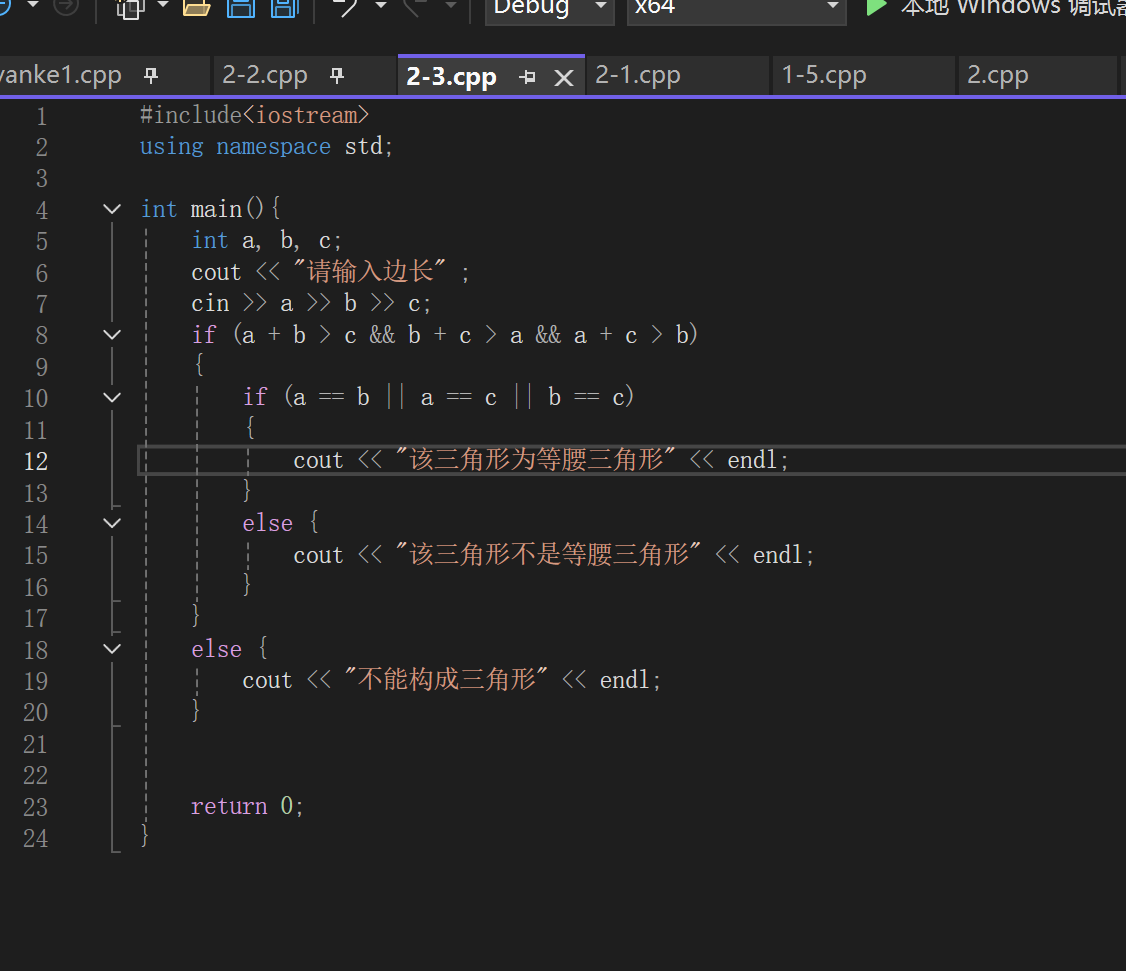 Debug x64 本地 Windows 调试器
yanke1.cpp 2-2.cpp 2-3.cpp 2-1.cpp 1-5.cpp 2.cpp
1 #include<iostream>
2 using namespace std;
3
4 int main(){
5 int a, b, c;
6 cout << "请输入边长" ;
7 cin >> a >> b >> c;
8 if (a + b > c && b + c > a && a + c > b)
9 {
10 if (a == b || a == c || b == c)
11 {
12 cout << "该三角形为等腰三角形" << endl;
13 }
14 else {
15 cout << "该三角形不是等腰三角形" << endl;
16 }
17 }
18 else {
19 cout << "不能构成三角形" << endl;
20 }
21
22
23 return 0;
24 }